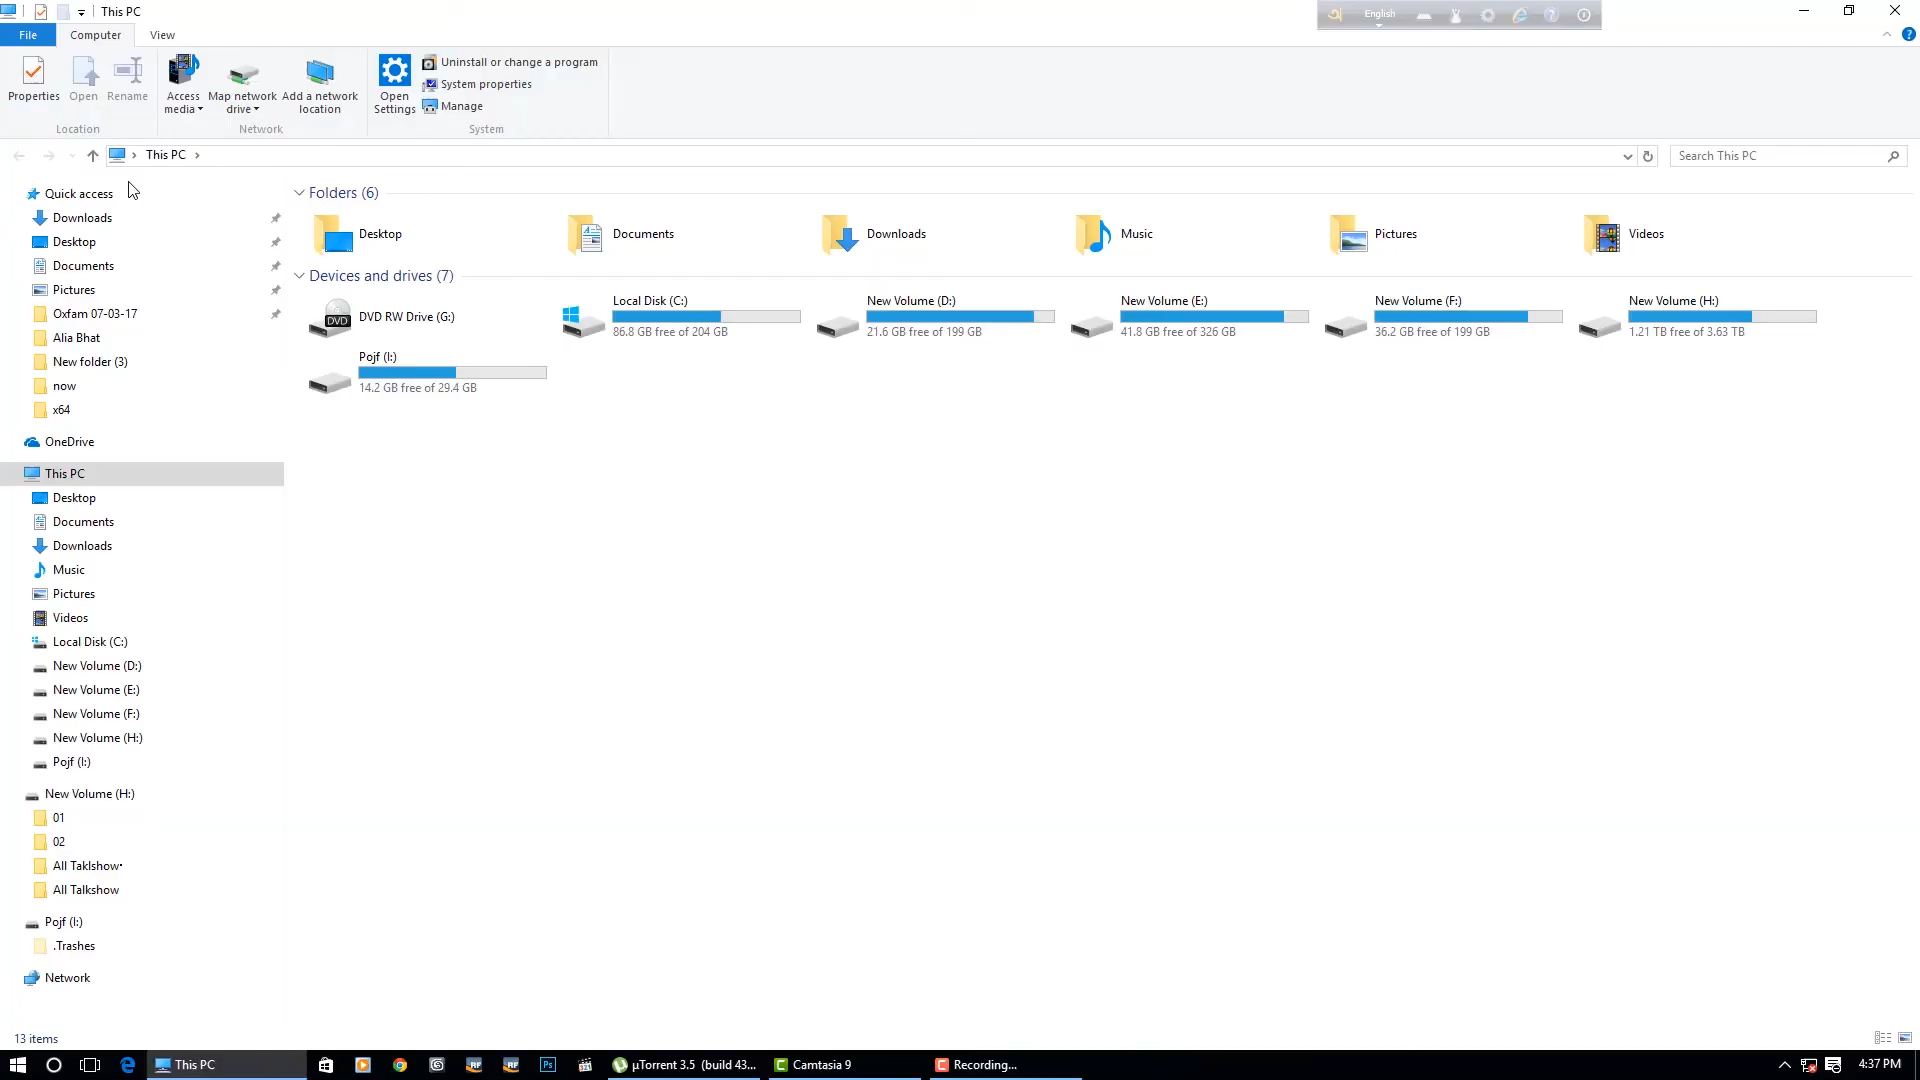 This PC
English
File
Computer
View
Properties
Open
Rename
Access media
Map network drive
Add a network location
Open Settings
Uninstall or change a program
System properties
Manage
Location
Network
System
This PC
Search This PC
Quick access
Downloads
Desktop
Documents
Pictures
Oxfam 07-03-17
Alia Bhat
New folder (3)
now
x64
OneDrive
This PC
Desktop
Documents
Downloads
Music
Pictures
Videos
Local Disk (C:)
New Volume (D:)
New Volume (E:)
New Volume (F:)
New Volume (H:)
Pojf (I:)
New Volume (H:)
01
02
All Taklshow•
All Talkshow
Pojf (I:)
.Trashes
Network
Folders (6)
Desktop
Documents
Downloads
Music
Pictures
Videos
Devices and drives (7)
DVD
DVD RW Drive (G:)
Local Disk (C:)
86.8 GB free of 204 GB
New Volume (D:)
21.6 GB free of 199 GB
New Volume (E:)
41.8 GB free of 326 GB
New Volume (F:)
36.2 GB free of 199 GB
New Volume (H:)
1.21 TB free of 3.63 TB
Pojf (I:)
14.2 GB free of 29.4 GB
13 items
This PC
Ps
µTorrent 3.5 (build 43...
Camtasia 9
Recording...
4:37 PM